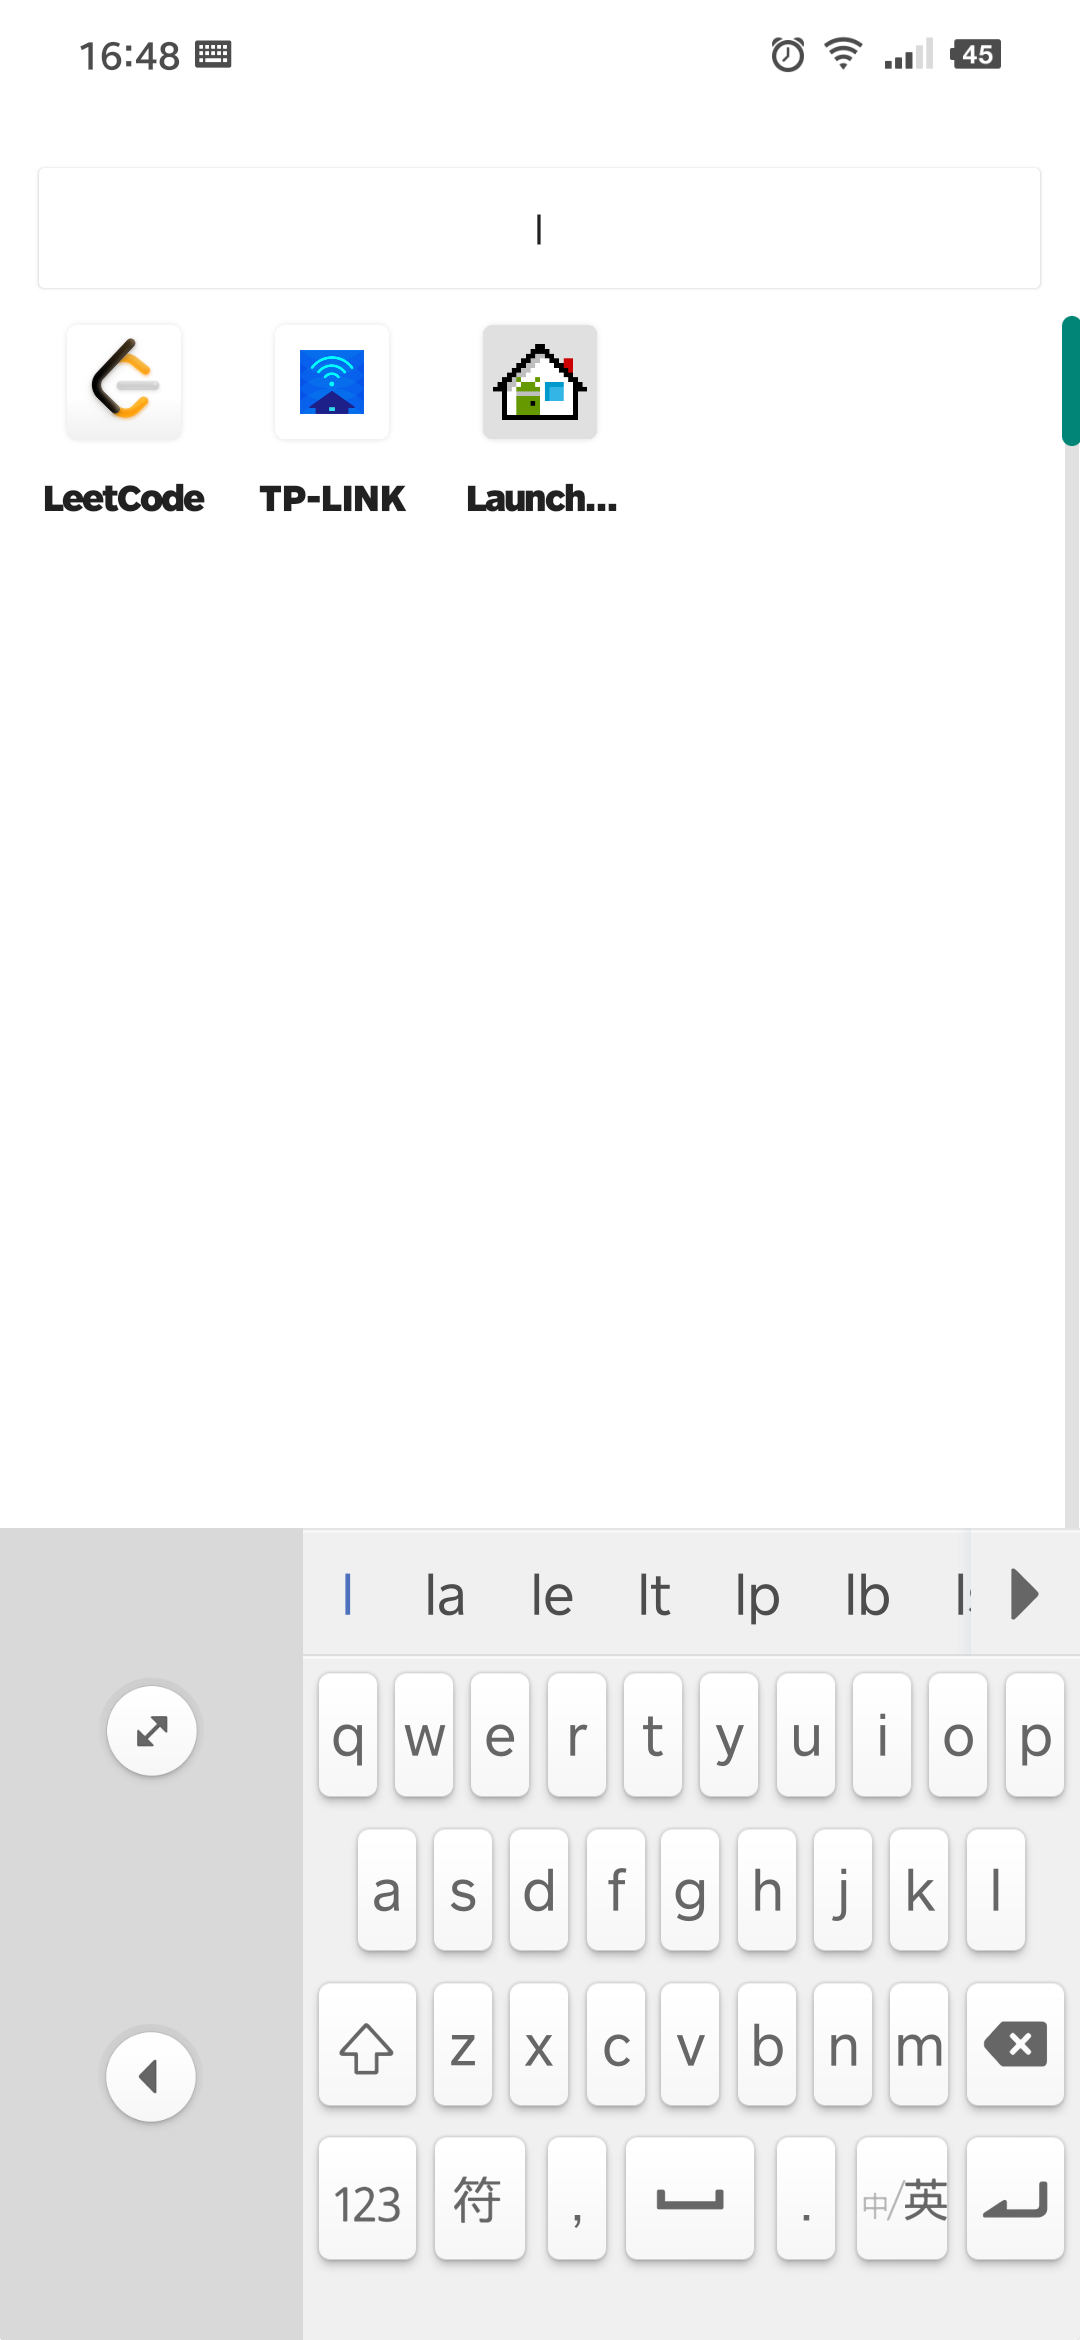 16:48 45
l
LeetCode TP-LINK Launch...
l la le lt lp lb
q w e r t y u i o p
a s d f g h j k l
z x c v b n m
123 符 , . 中/英